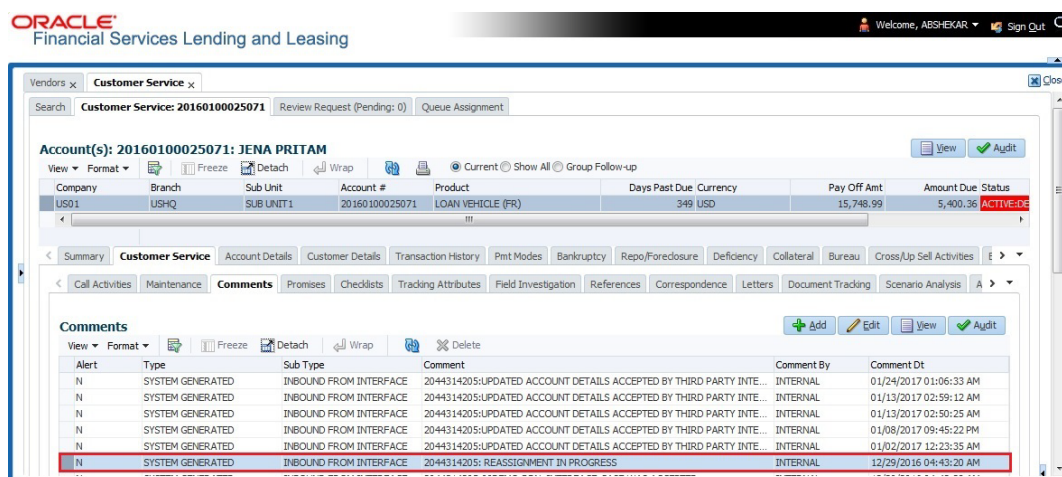 ORACLE
Financial Services Lending and Leasing
Welcome, ABSHEKAR Sign Out
Vendors x Customer Service x
Close
Search Customer Service: 20160100025071 Review Request (Pending: 0) Queue Assignment
Account(s): 20160100025071: JENA PRITAM
View Audit
View Format Freeze Detach Wrap Current Show All Group Follow-up
Company Branch Sub Unit Account # Product Days Past Due Currency Pay Off Amt Amount Due Status
US01 USHQ SUB UNIT1 20160100025071 LOAN VEHICLE (FR) 349 USD 15,748.99 5,400.36 ACTIVE:DE
Summary Customer Service Account Details Customer Details Transaction History Pmt Modes Bankruptcy Repo/Foreclosure Deficiency Collateral Bureau Cross/Up Sell Activities
Call Activities Maintenance Comments Promises Checklists Tracking Attributes Field Investigation References Correspondence Letters Document Tracking Scenario Analysis A
Comments
Add Edit View Audit
View Format Freeze Detach Wrap Delete
Alert Type Sub Type Comment Comment By Comment Dt
N SYSTEM GENERATED INBOUND FROM INTERFACE 2044314205:UPDATED ACCOUNT DETAILS ACCEPTED BY THIRD PARTY INTE... INTERNAL 01/24/2017 01:06:33 AM
N SYSTEM GENERATED INBOUND FROM INTERFACE 2044314205:UPDATED ACCOUNT DETAILS ACCEPTED BY THIRD PARTY INTE... INTERNAL 01/13/2017 02:59:12 AM
N SYSTEM GENERATED INBOUND FROM INTERFACE 2044314205:UPDATED ACCOUNT DETAILS ACCEPTED BY THIRD PARTY INTE... INTERNAL 01/13/2017 02:50:25 AM
N SYSTEM GENERATED INBOUND FROM INTERFACE 2044314205:UPDATED ACCOUNT DETAILS ACCEPTED BY THIRD PARTY INTE... INTERNAL 01/08/2017 09:45:22 PM
N SYSTEM GENERATED INBOUND FROM INTERFACE 2044314205:UPDATED ACCOUNT DETAILS ACCEPTED BY THIRD PARTY INTE... INTERNAL 01/02/2017 12:23:35 AM
N SYSTEM GENERATED INBOUND FROM INTERFACE 2044314205: REASSIGNMENT IN PROGRESS INTERNAL 12/29/2016 04:43:20 AM